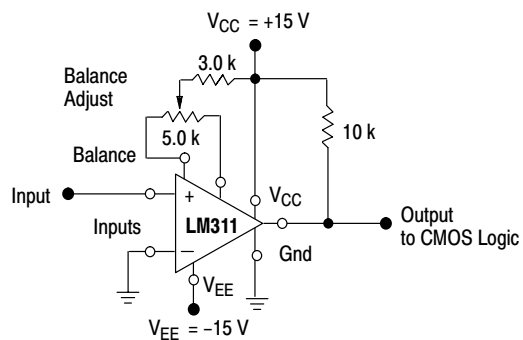 V_CC = +15 V
3.0 k
Balance
Adjust
5.0 k
10 k
Balance
Input
+
V_CC
LM311
Output
to CMOS Logic
Inputs
–
Gnd
V_EE
V_EE = –15 V